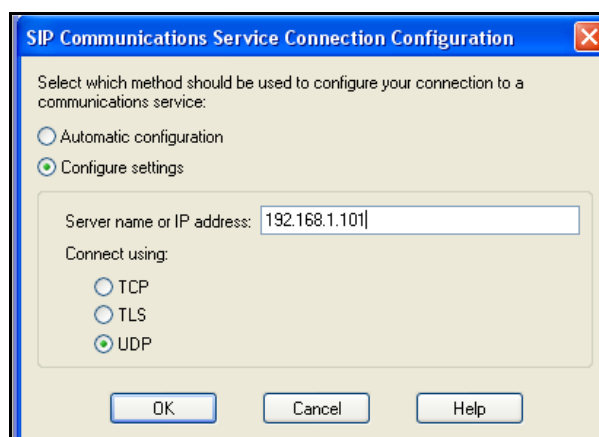 SIP Communications Service Connection Configuration
Select which method should be used to configure your connection to a
communications service:
Automatic configuration
Configure settings
Server name or IP address: 192.168.1.101
Connect using:
TCP
TLS
UDP
OK Cancel Help